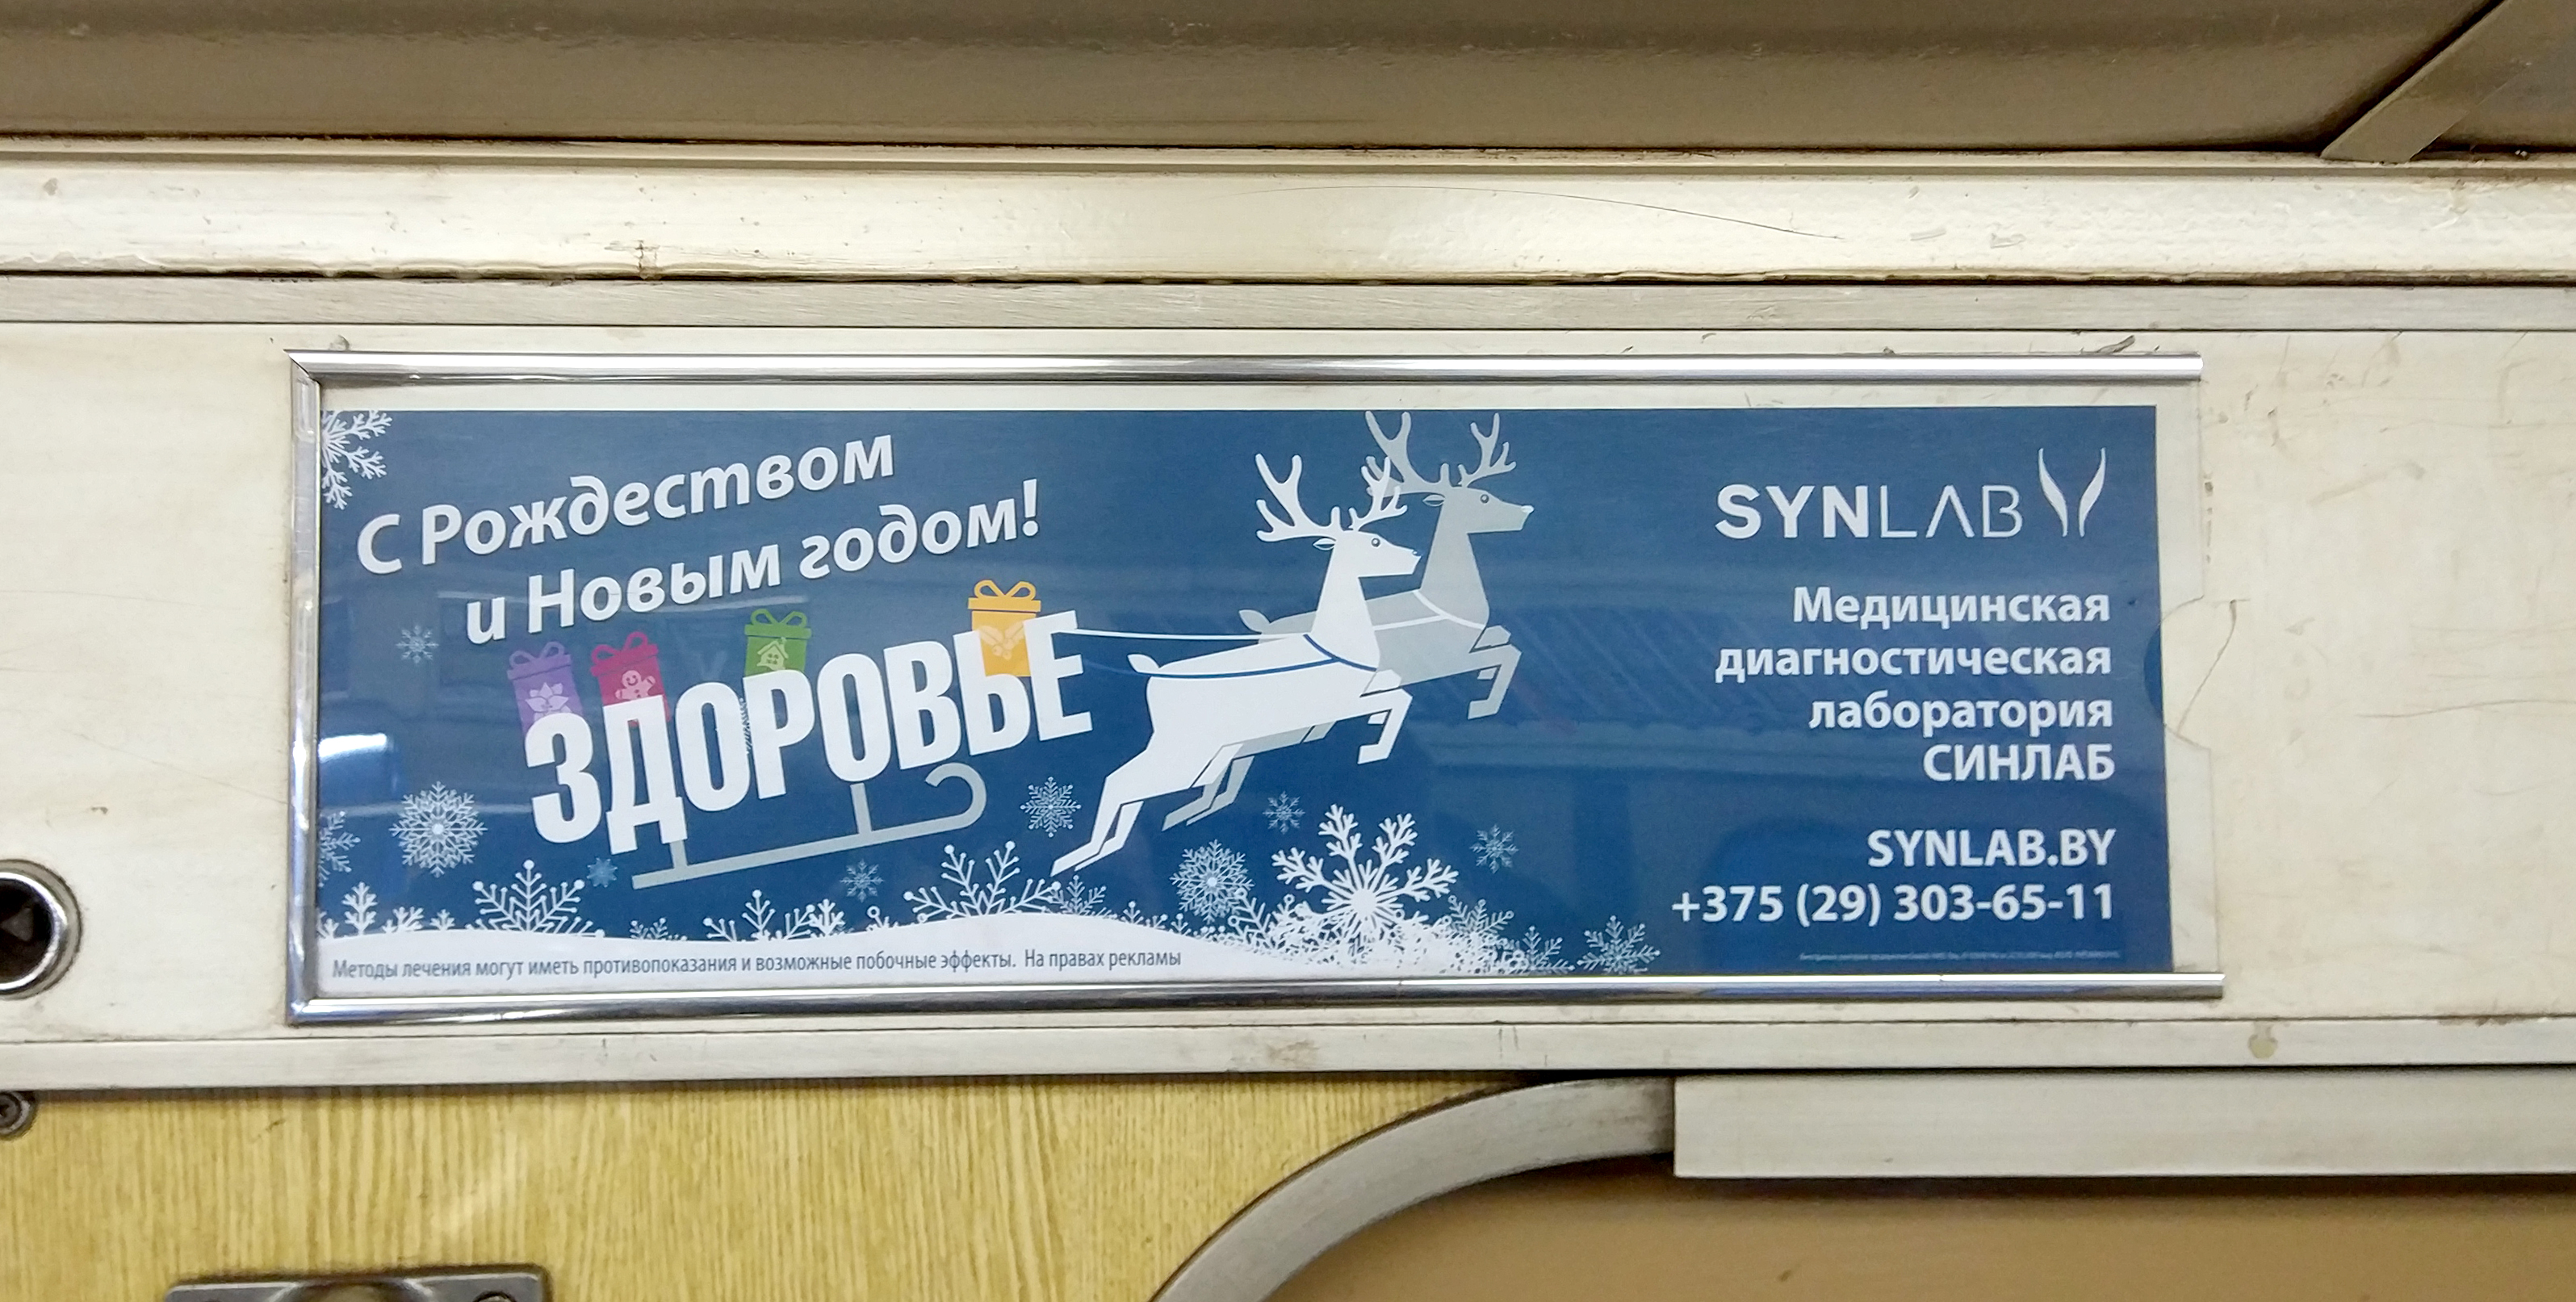 С Рождеством
и Новым годом!
ЗДОРОВЬЕ
SYNLAB
Медицинская
диагностическая
лаборатория
СИНЛАБ
SYNLAB.BY
+375 (29) 303-65-11
Методы лечения могут иметь противопоказания и возможные побочные эффекты. На правах рекламы